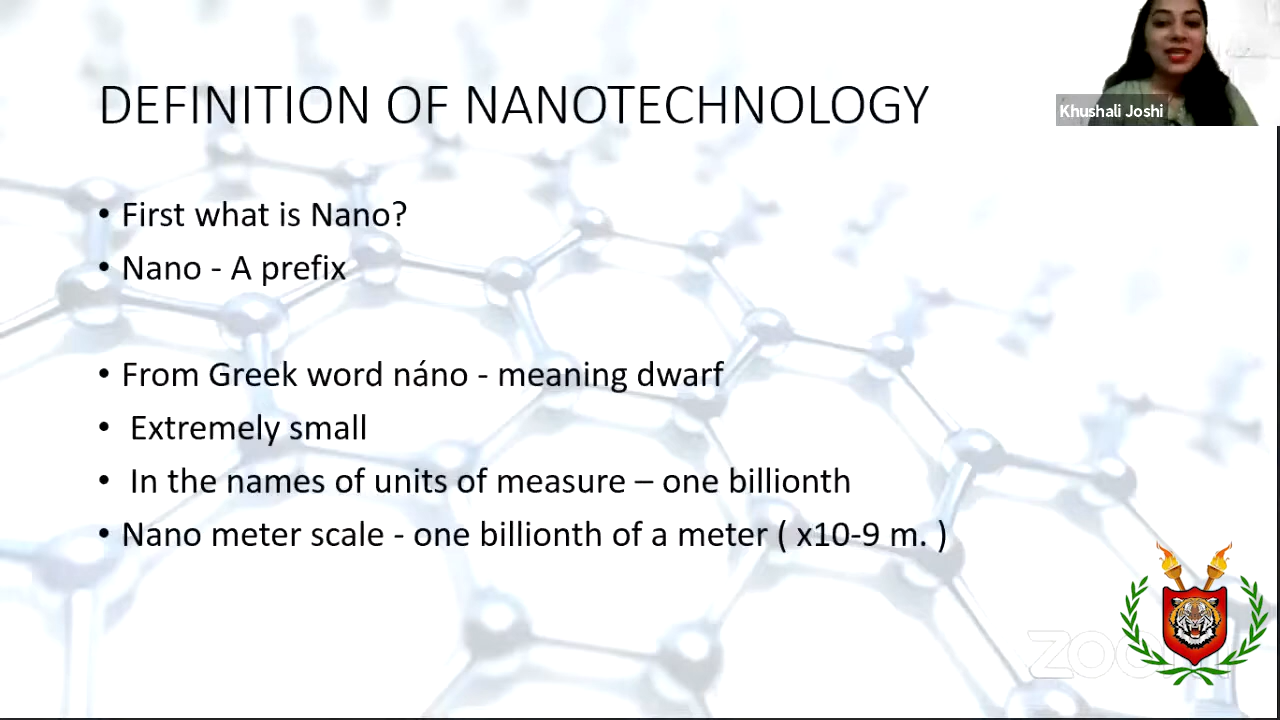 DEFINITION OF NANOTECHNOLOGY
Khushali Joshi
• First what is Nano?
• Nano - A prefix
• From Greek word náno - meaning dwarf
• Extremely small
• In the names of units of measure – one billionth
• Nano meter scale - one billionth of a meter ( x10-9 m. )
zoom